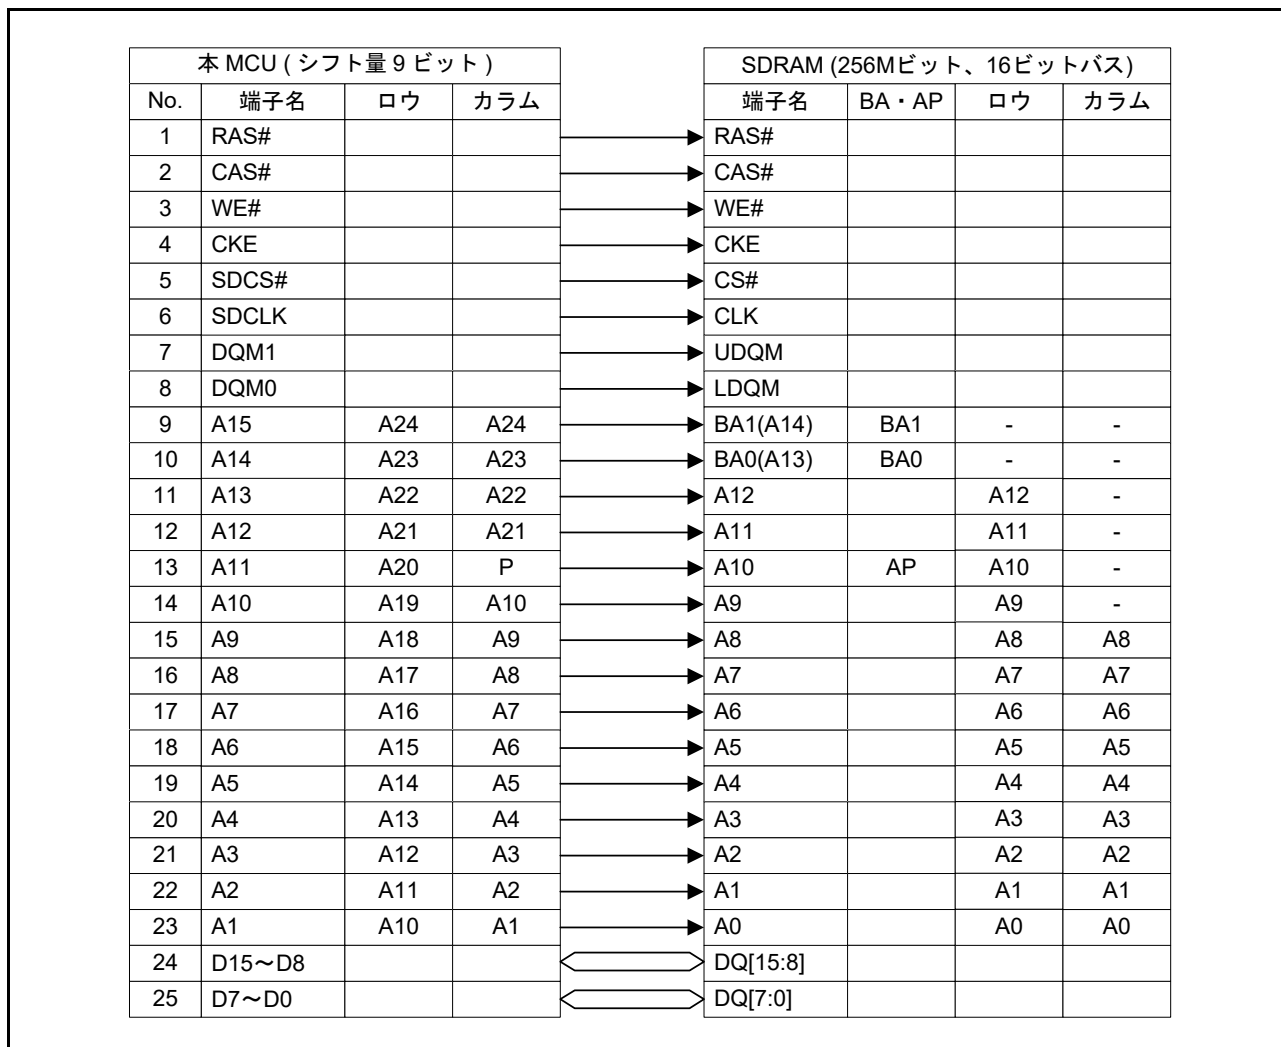 本 MCU ( シフト量 9 ビット ) SDRAM (256Mビット、16ビットバス)
No. 端子名 ロウ カラム 端子名 BA・AP ロウ カラム
1 RAS# RAS#
2 CAS# CAS#
3 WE# WE#
4 CKE CKE
5 SDCS# CS#
6 SDCLK CLK
7 DQM1 UDQM
8 DQM0 LDQM
9 A15 A24 A24 BA1(A14) BA1 - -
10 A14 A23 A23 BA0(A13) BA0 - -
11 A13 A22 A22 A12 A12 -
12 A12 A21 A21 A11 A11 -
13 A11 A20 P A10 AP A10 -
14 A10 A19 A10 A9 A9 -
15 A9 A18 A9 A8 A8 A8
16 A8 A17 A8 A7 A7 A7
17 A7 A16 A7 A6 A6 A6
18 A6 A15 A6 A5 A5 A5
19 A5 A14 A5 A4 A4 A4
20 A4 A13 A4 A3 A3 A3
21 A3 A12 A3 A2 A2 A2
22 A2 A11 A2 A1 A1 A1
23 A1 A10 A1 A0 A0 A0
24 D15～D8 DQ[15:8]
25 D7～D0 DQ[7:0]